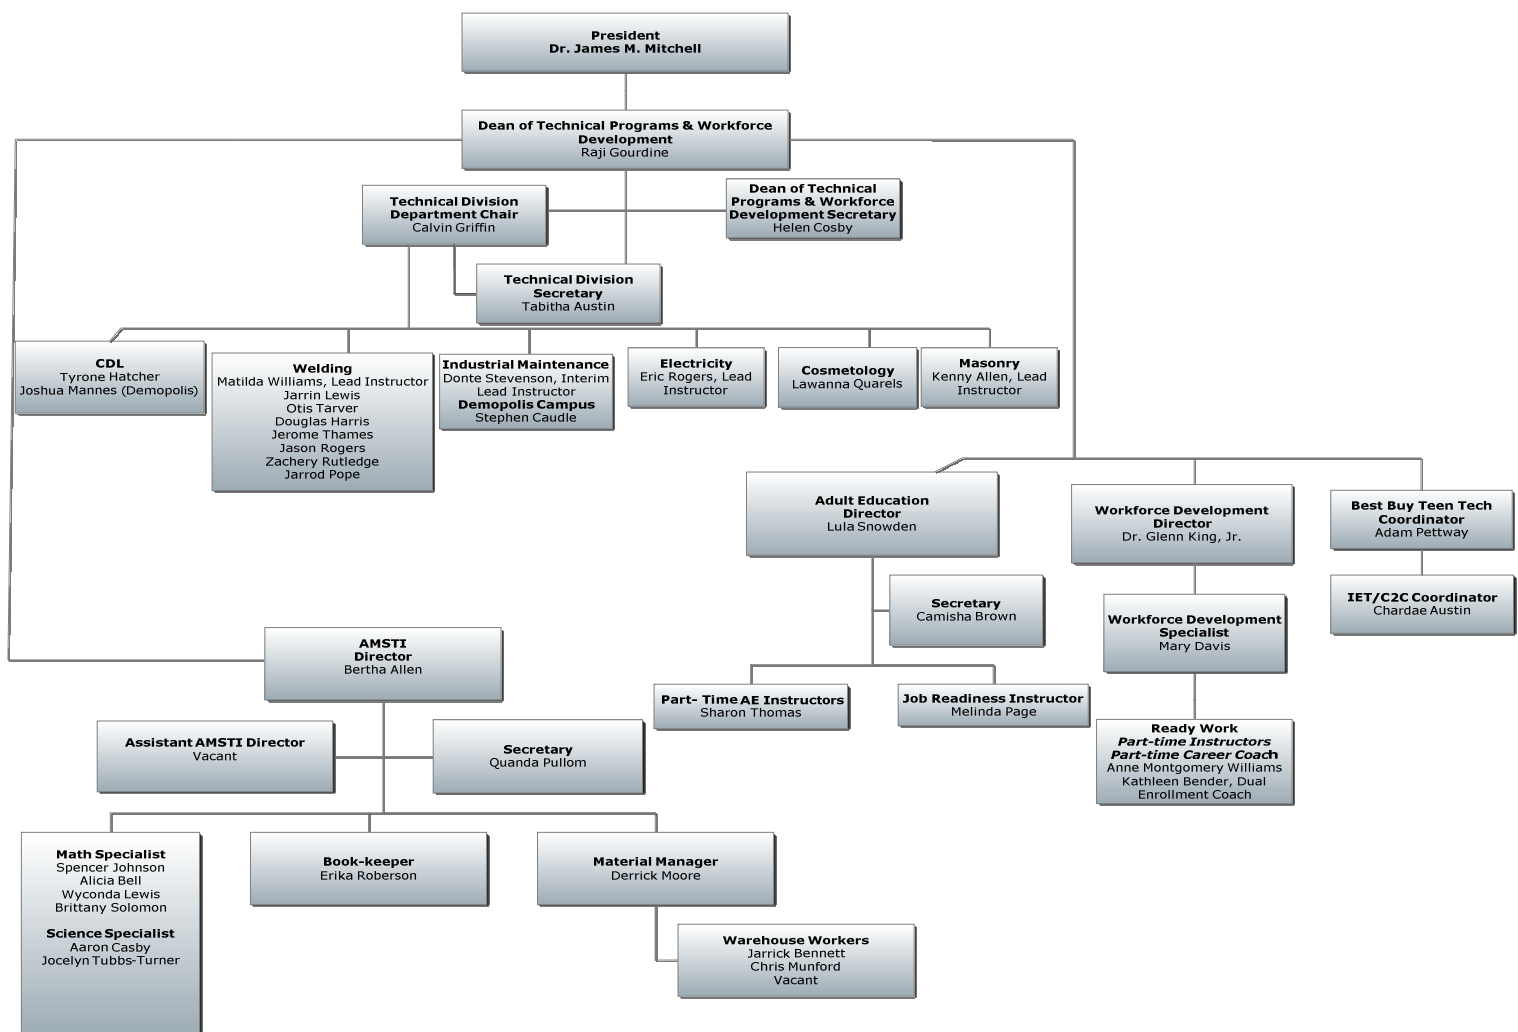 President
Dr. James M. Mitchell
Dean of Technical Programs & Workforce
Development
Raji Gourdine
Technical Division
Department Chair
Calvin Griffin
Dean of Technical
Programs & Workforce
Development Secretary
Helen Cosby
Technical Division
Secretary
Tabitha Austin
CDL
Tyrone Hatcher
Joshua Mannes (Demopolis)
Welding
Matilda Williams, Lead Instructor
Jarrin Lewis
Otis Tarver
Douglas Harris
Jerome Thames
Jason Rogers
Zachery Rutledge
Jarrod Pope
Industrial Maintenance
Donte Stevenson, Interim
Lead Instructor
Demopolis Campus
Stephen Caudle
Electricity
Eric Rogers, Lead
Instructor
Cosmetology
Lawanna Quarels
Masonry
Kenny Allen, Lead
Instructor
Adult Education
Director
Lula Snowden
Workforce Development
Director
Dr. Glenn King, Jr.
Best Buy Teen Tech
Coordinator
Adam Pettway
Secretary
Camisha Brown
Workforce Development
Specialist
Mary Davis
IET/C2C Coordinator
Chardae Austin
AMSTI
Director
Bertha Allen
Part- Time AE Instructors
Sharon Thomas
Job Readiness Instructor
Melinda Page
Ready Work
Part-time Instructors
Part-time Career Coach
Anne Montgomery Williams
Kathleen Bender, Dual
Enrollment Coach
Assistant AMSTI Director
Vacant
Secretary
Quanda Pullom
Math Specialist
Spencer Johnson
Alicia Bell
Wyconda Lewis
Brittany Solomon
Science Specialist
Aaron Casby
Jocelyn Tubbs-Turner
Book-keeper
Erika Roberson
Material Manager
Derrick Moore
Warehouse Workers
Jarrick Bennett
Chris Munford
Vacant